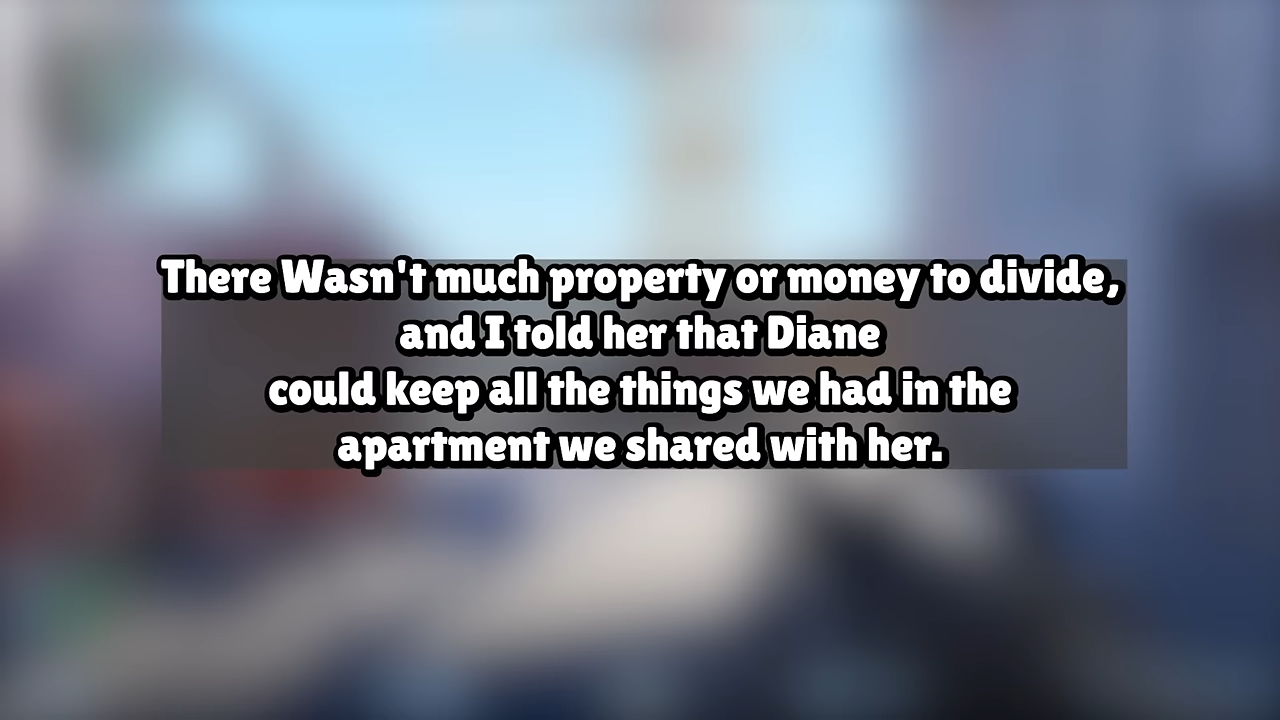 There Wasn't much property or money to divide,
and I told her that Diane
could keep all the things we had in the
apartment we shared with her.